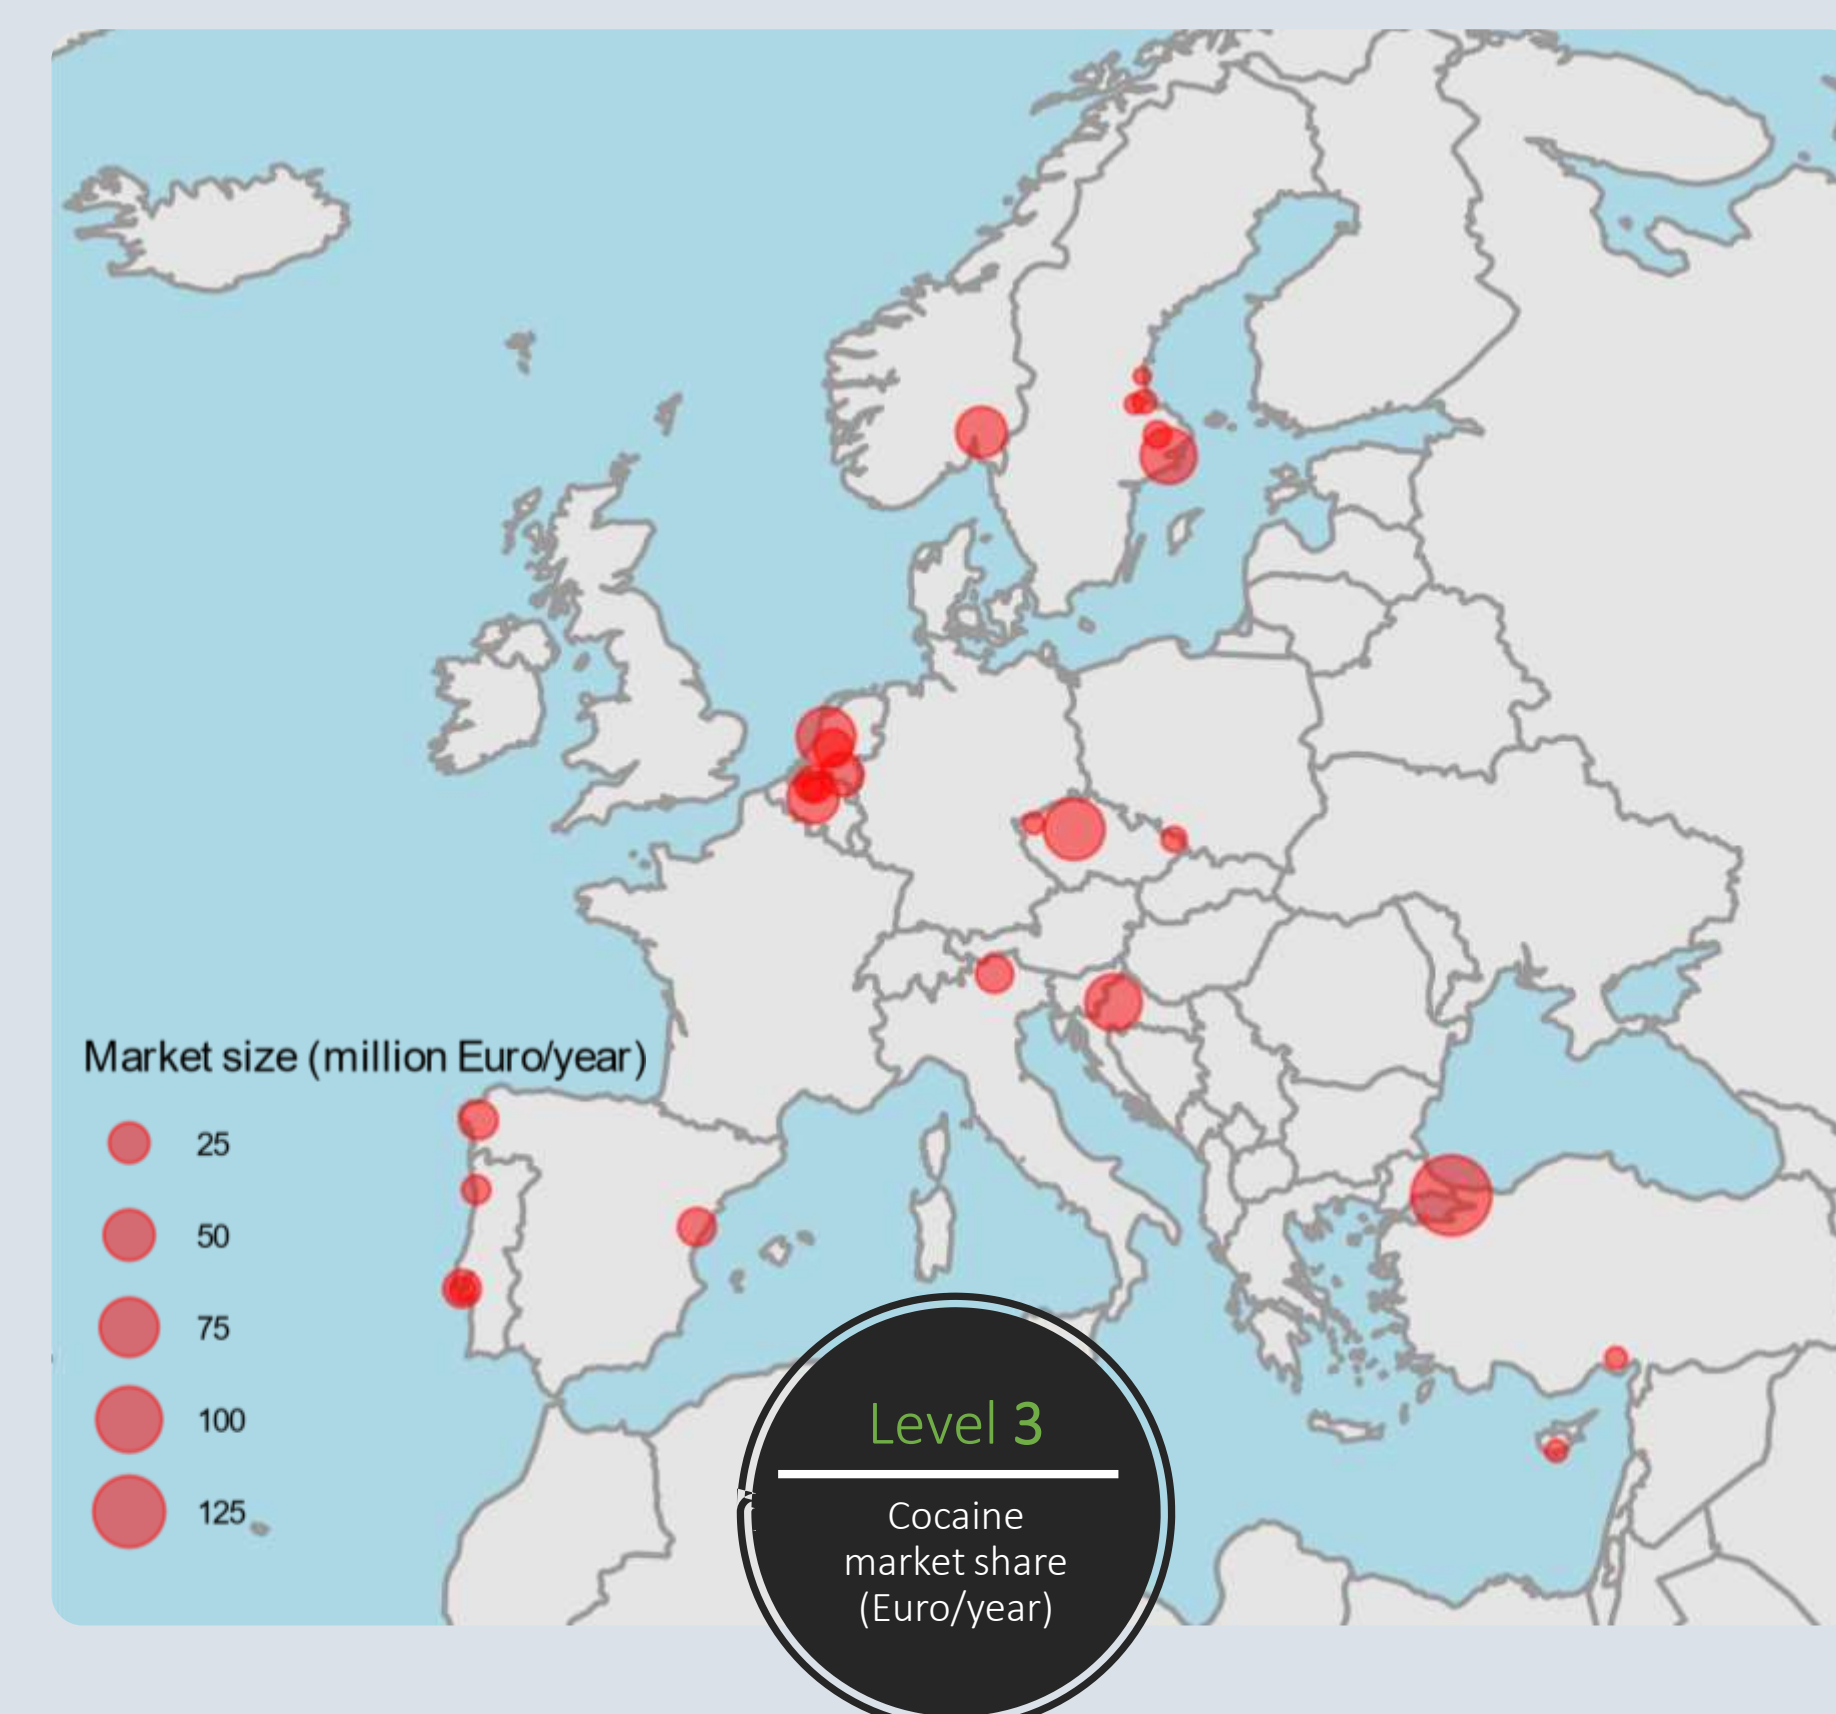 Market size (million Euro/year)
25
50
75
100
125
Level 3
Cocaine
market share
(Euro/year)